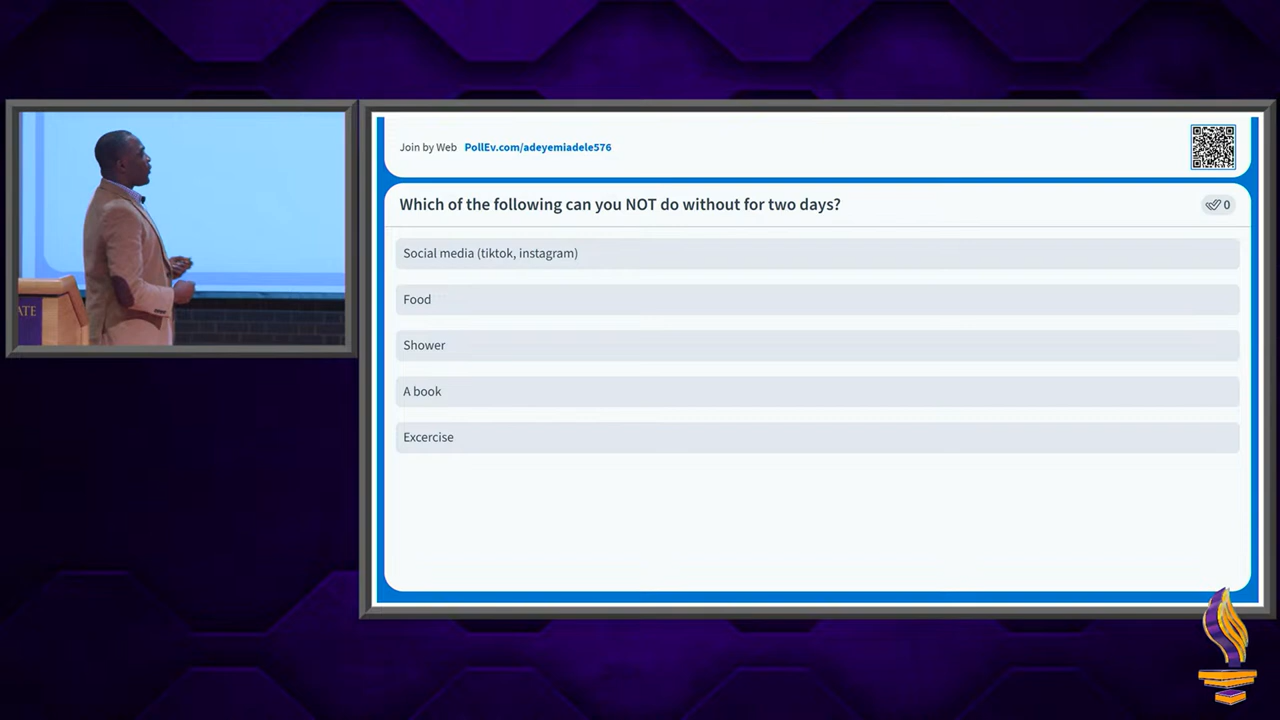 Join by Web PollEv.com/adeyemiadele576
Which of the following can you NOT do without for two days?
0
Social media (tiktok, instagram)
Food
Shower
A book
Excercise
ATE